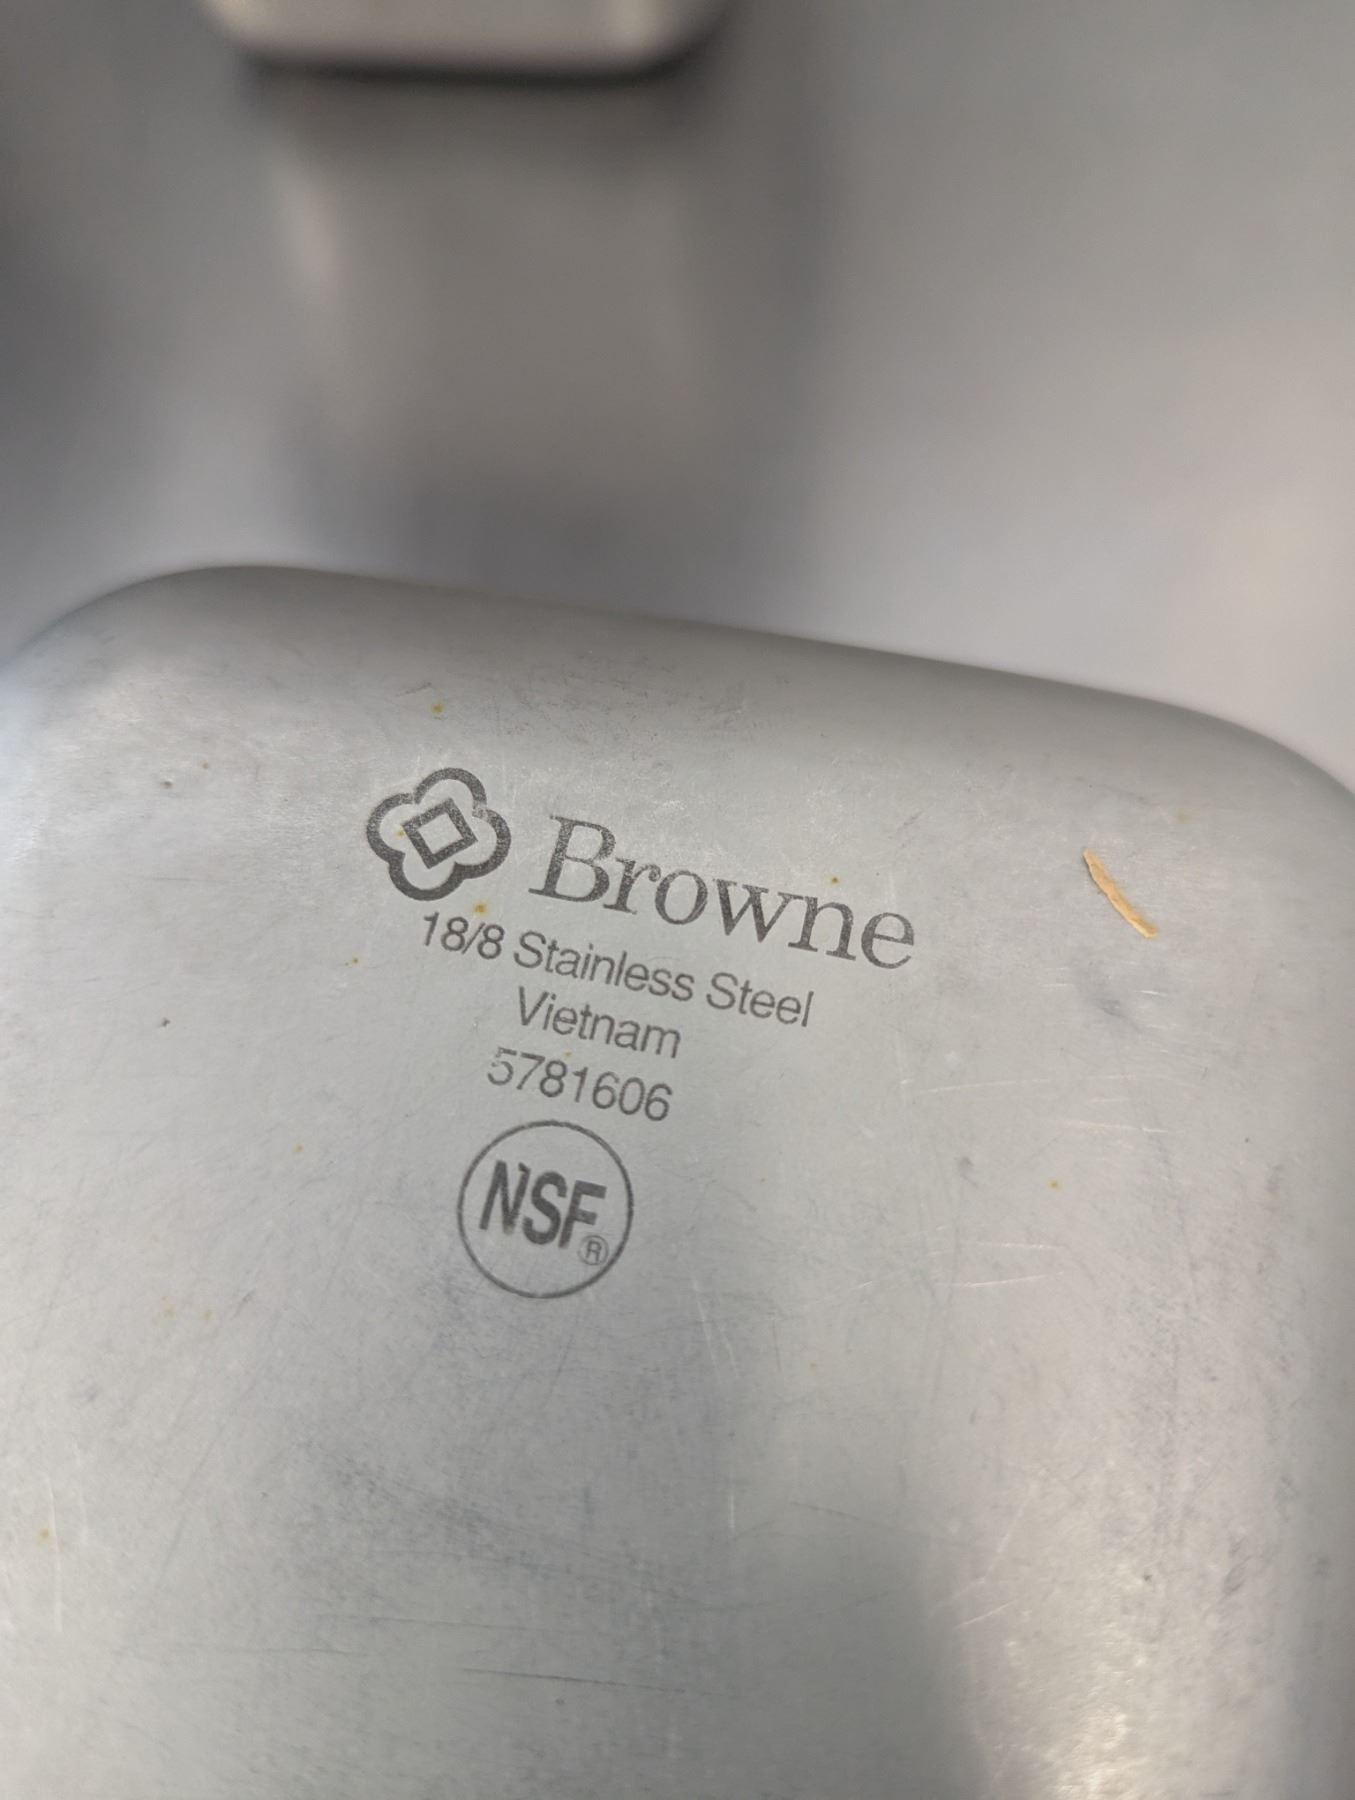 Browne
18/8 Stainless Steel
Vietnam
5781606
NSF®